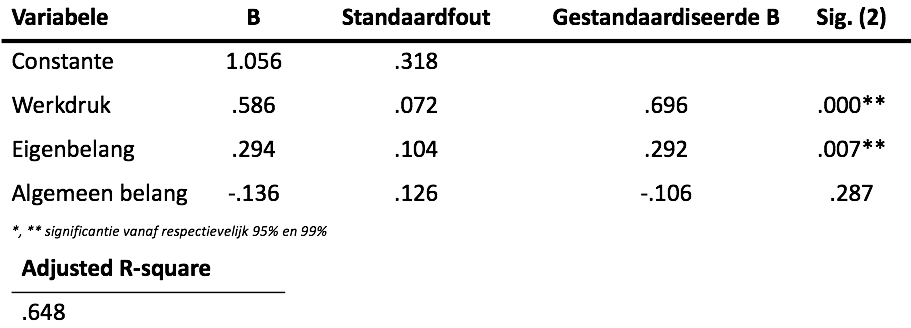 Variabele B Standaardfout Gestandaardiseerde B Sig. (2)
Constante 1.056 .318
Werkdruk .586 .072 .696 .000**
Eigenbelang .294 .104 .292 .007**
Algemeen belang -.136 .126 -.106 .287
*, ** significantie vanaf respectievelijk 95% en 99%
Adjusted R-square
.648